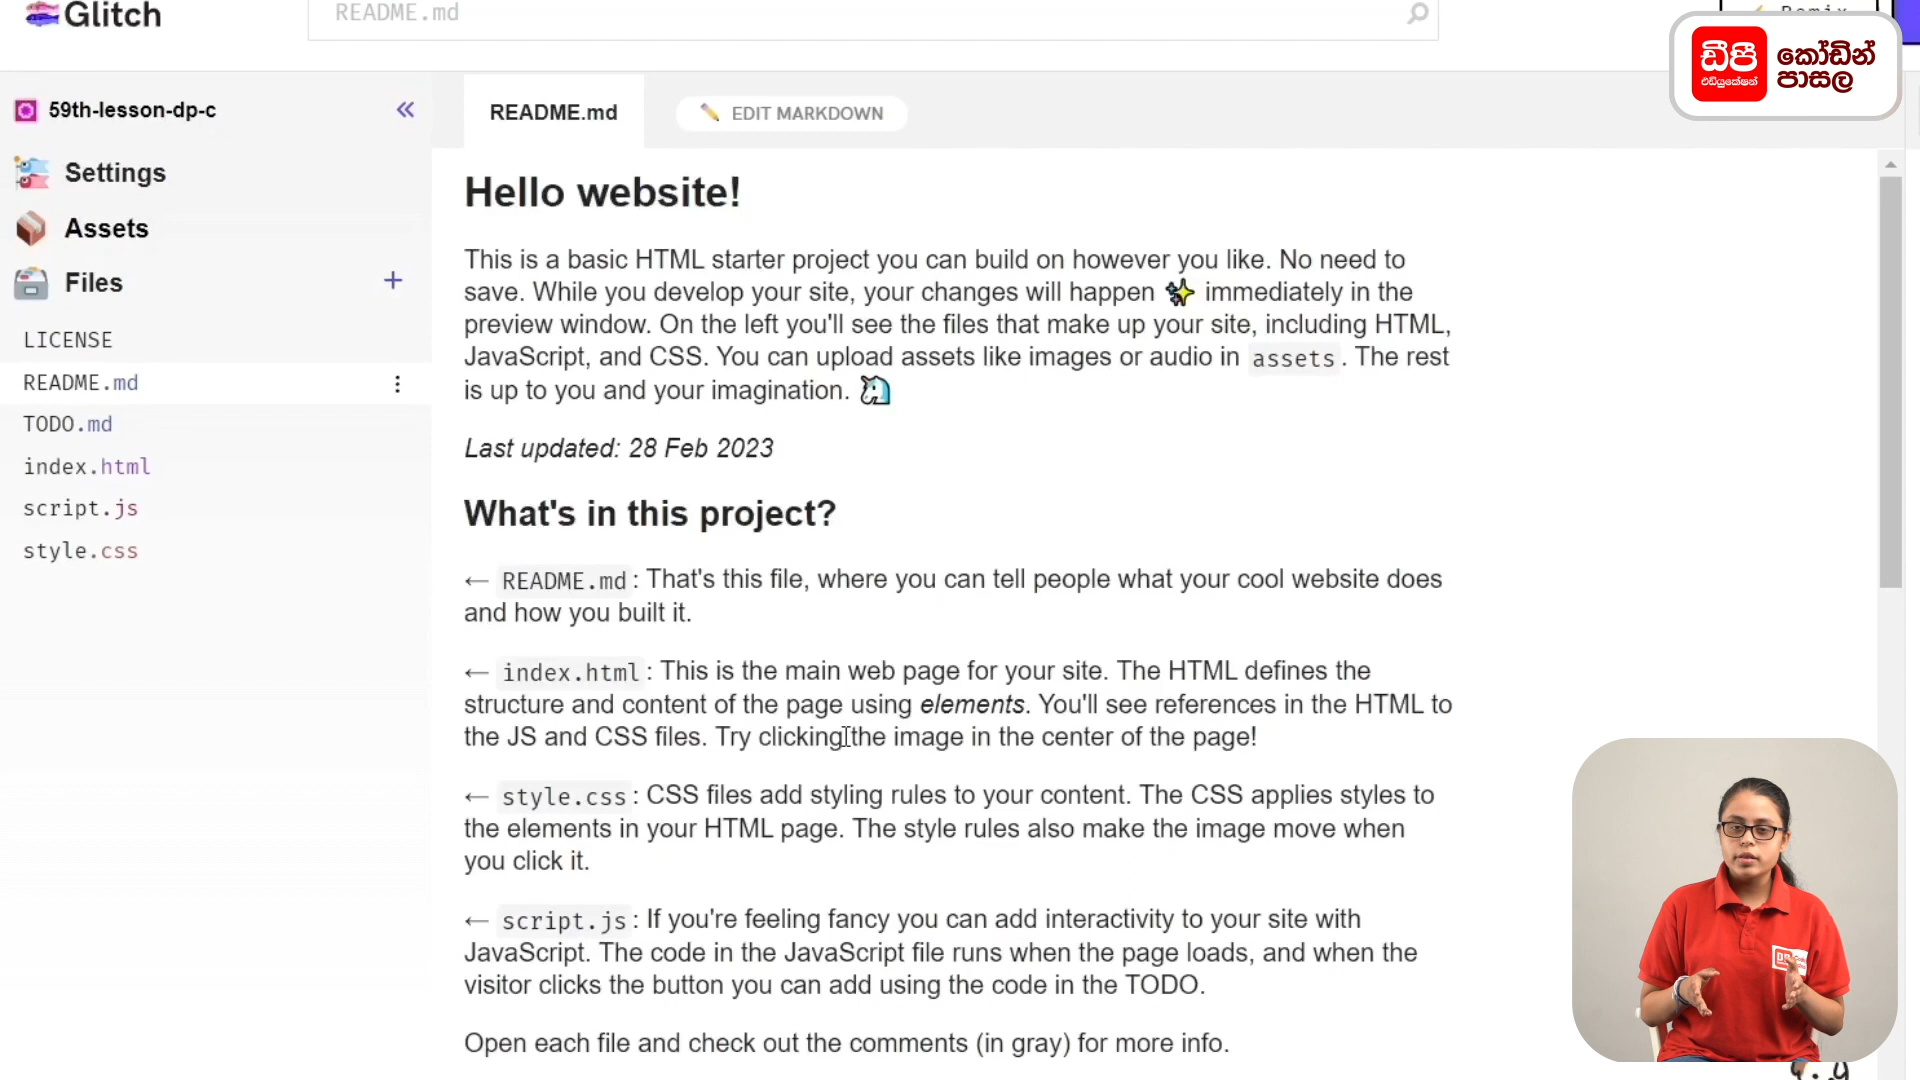 Glitch
README.md
Remix
ඩීපී
එඩියුකේෂන්
කෝඩින්
පාසල
59th-lesson-dp-c
README.md
EDIT MARKDOWN
Settings
Assets
Files
LICENSE
README.md
TODO.md
index.html
script.js
style.css
Hello website!
This is a basic HTML starter project you can build on however you like. No need to
save. While you develop your site, your changes will happen ✨ immediately in the
preview window. On the left you'll see the files that make up your site, including HTML,
JavaScript, and CSS. You can upload assets like images or audio in assets. The rest
is up to you and your imagination. 🦄
Last updated: 28 Feb 2023
What's in this project?
← README.md: That's this file, where you can tell people what your cool website does
and how you built it.
← index.html: This is the main web page for your site. The HTML defines the
structure and content of the page using elements. You'll see references in the HTML to
the JS and CSS files. Try clicking the image in the center of the page!
← style.css: CSS files add styling rules to your content. The CSS applies styles to
the elements in your HTML page. The style rules also make the image move when
you click it.
← script.js: If you're feeling fancy you can add interactivity to your site with
JavaScript. The code in the JavaScript file runs when the page loads, and when the
visitor clicks the button you can add using the code in the TODO.
Open each file and check out the comments (in gray) for more info.